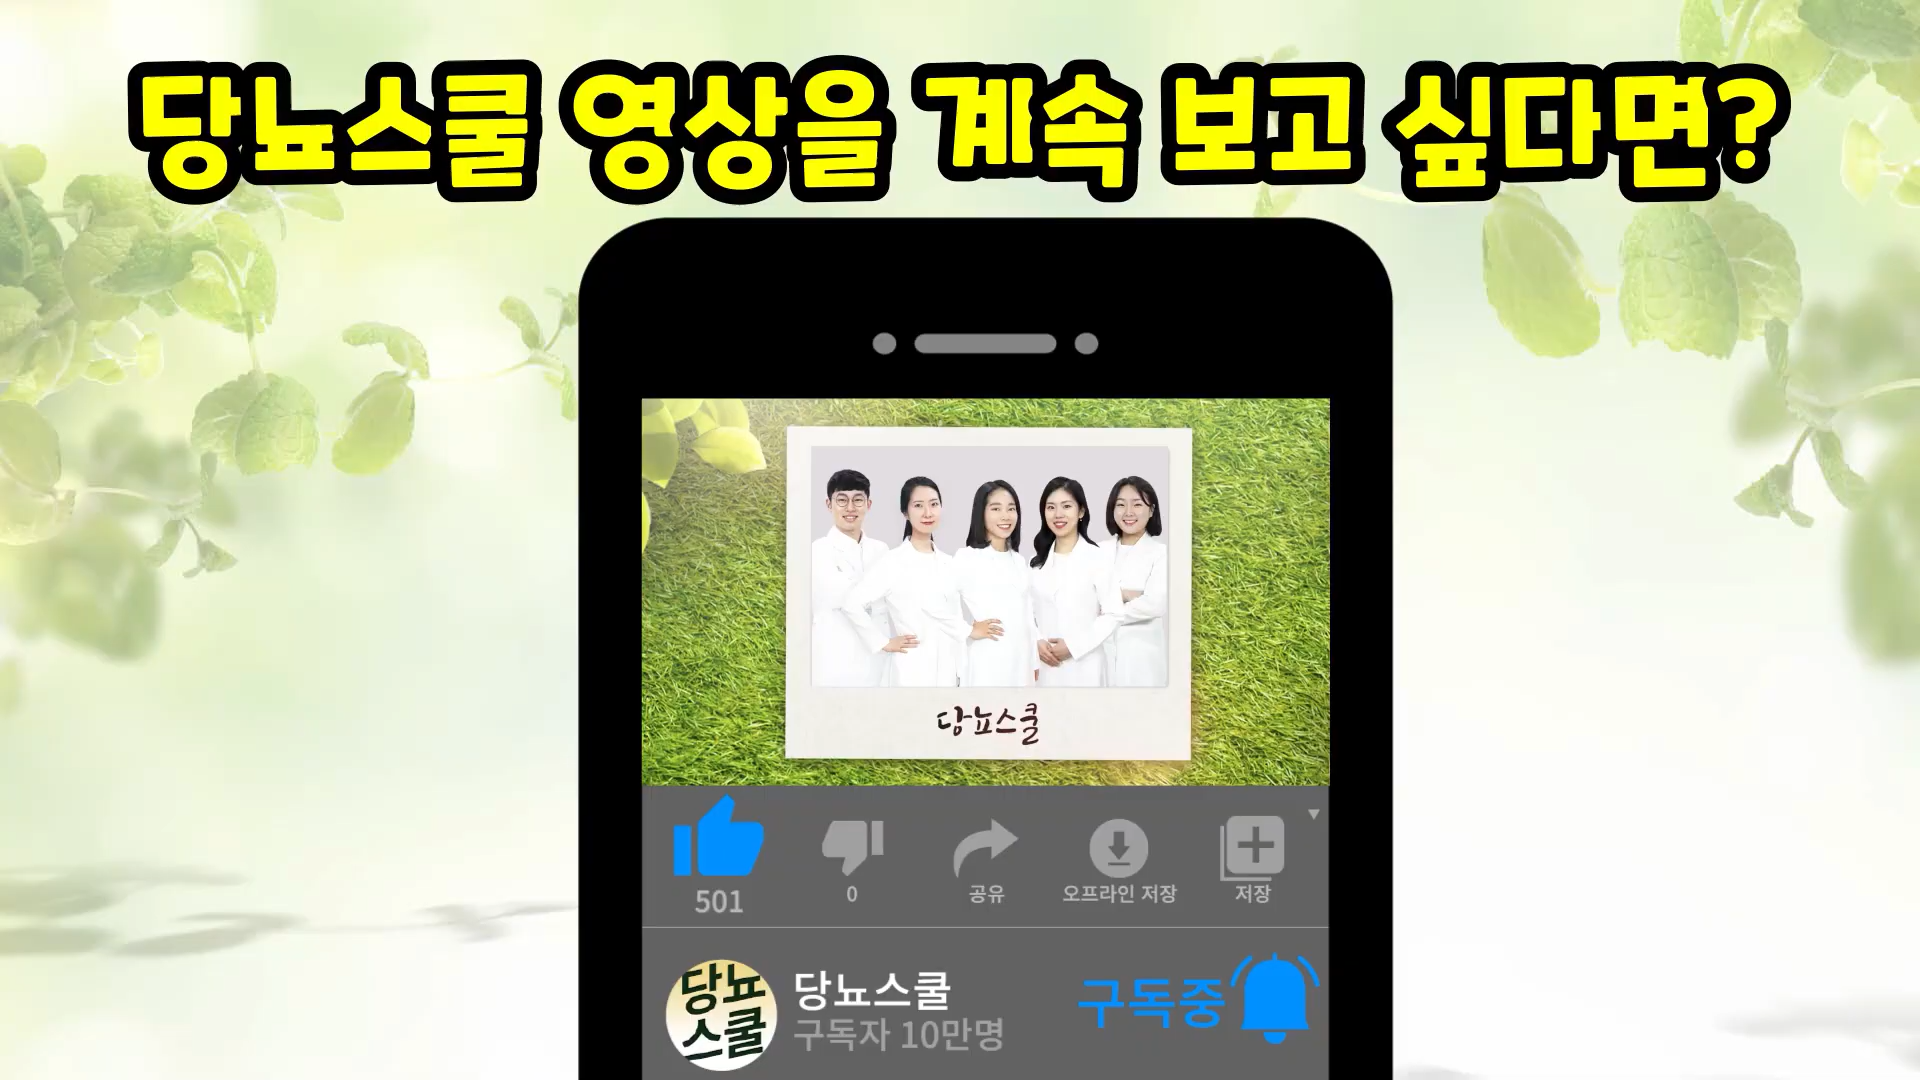 당뇨스쿨 영상을 계속 보고 싶다면?
당뇨스쿨
501
0
공유
오프라인 저장
저장
당뇨
스쿨
당뇨스쿨
구독자 10만명
구독중